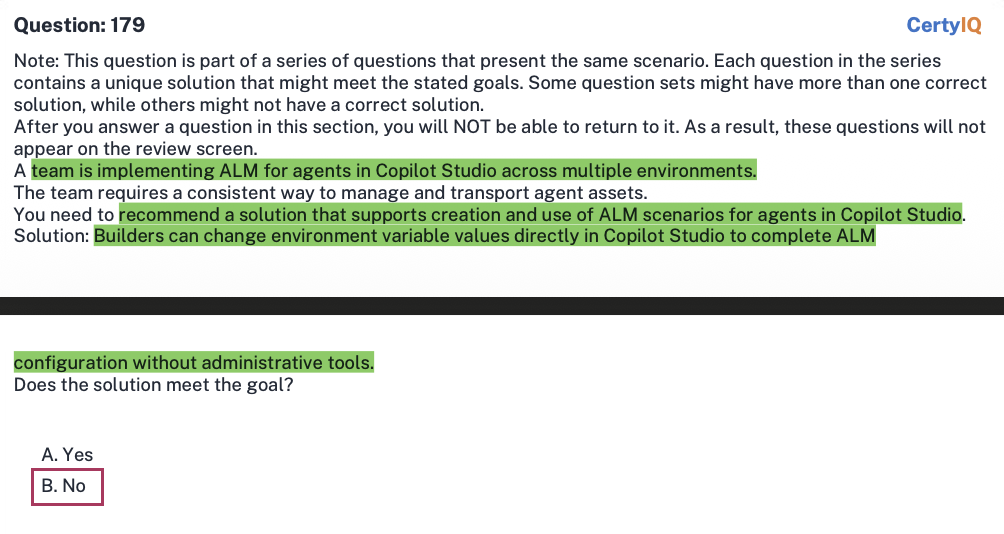 Question: 179
CertyIQ
Note: This question is part of a series of questions that present the same scenario. Each question in the series
contains a unique solution that might meet the stated goals. Some question sets might have more than one correct
solution, while others might not have a correct solution.
After you answer a question in this section, you will NOT be able to return to it. As a result, these questions will not
appear on the review screen.
A team is implementing ALM for agents in Copilot Studio across multiple environments.
The team requires a consistent way to manage and transport agent assets.
You need to recommend a solution that supports creation and use of ALM scenarios for agents in Copilot Studio.
Solution: Builders can change environment variable values directly in Copilot Studio to complete ALM
configuration without administrative tools.
Does the solution meet the goal?
A. Yes
B. No